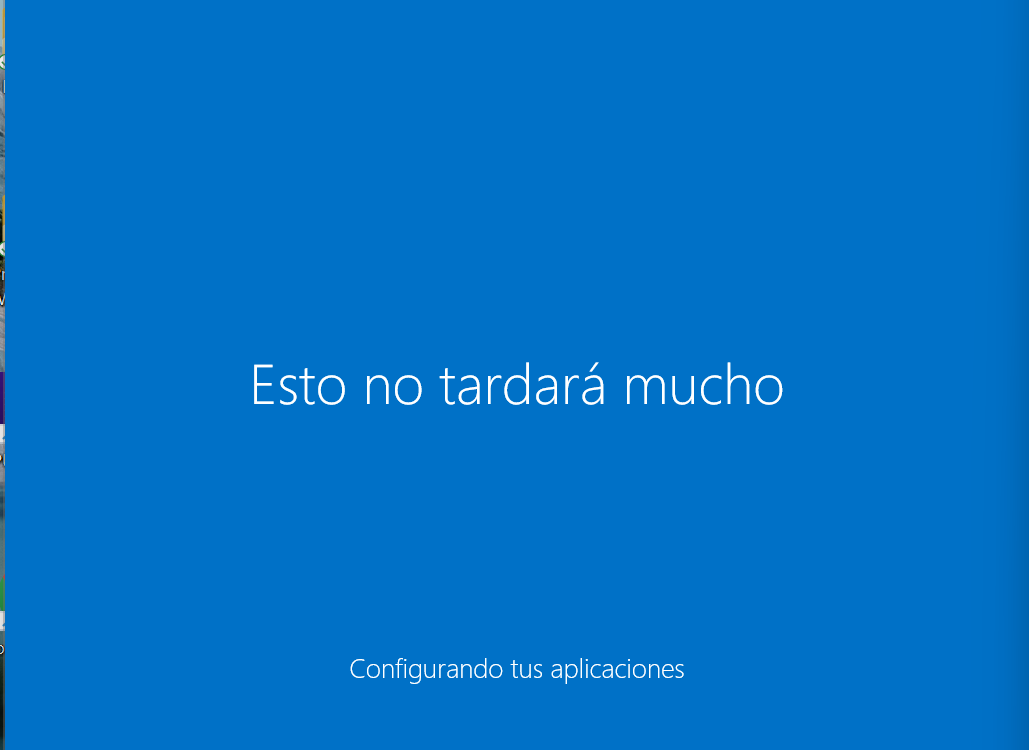 Esto no tardará mucho
Configurando tus aplicaciones